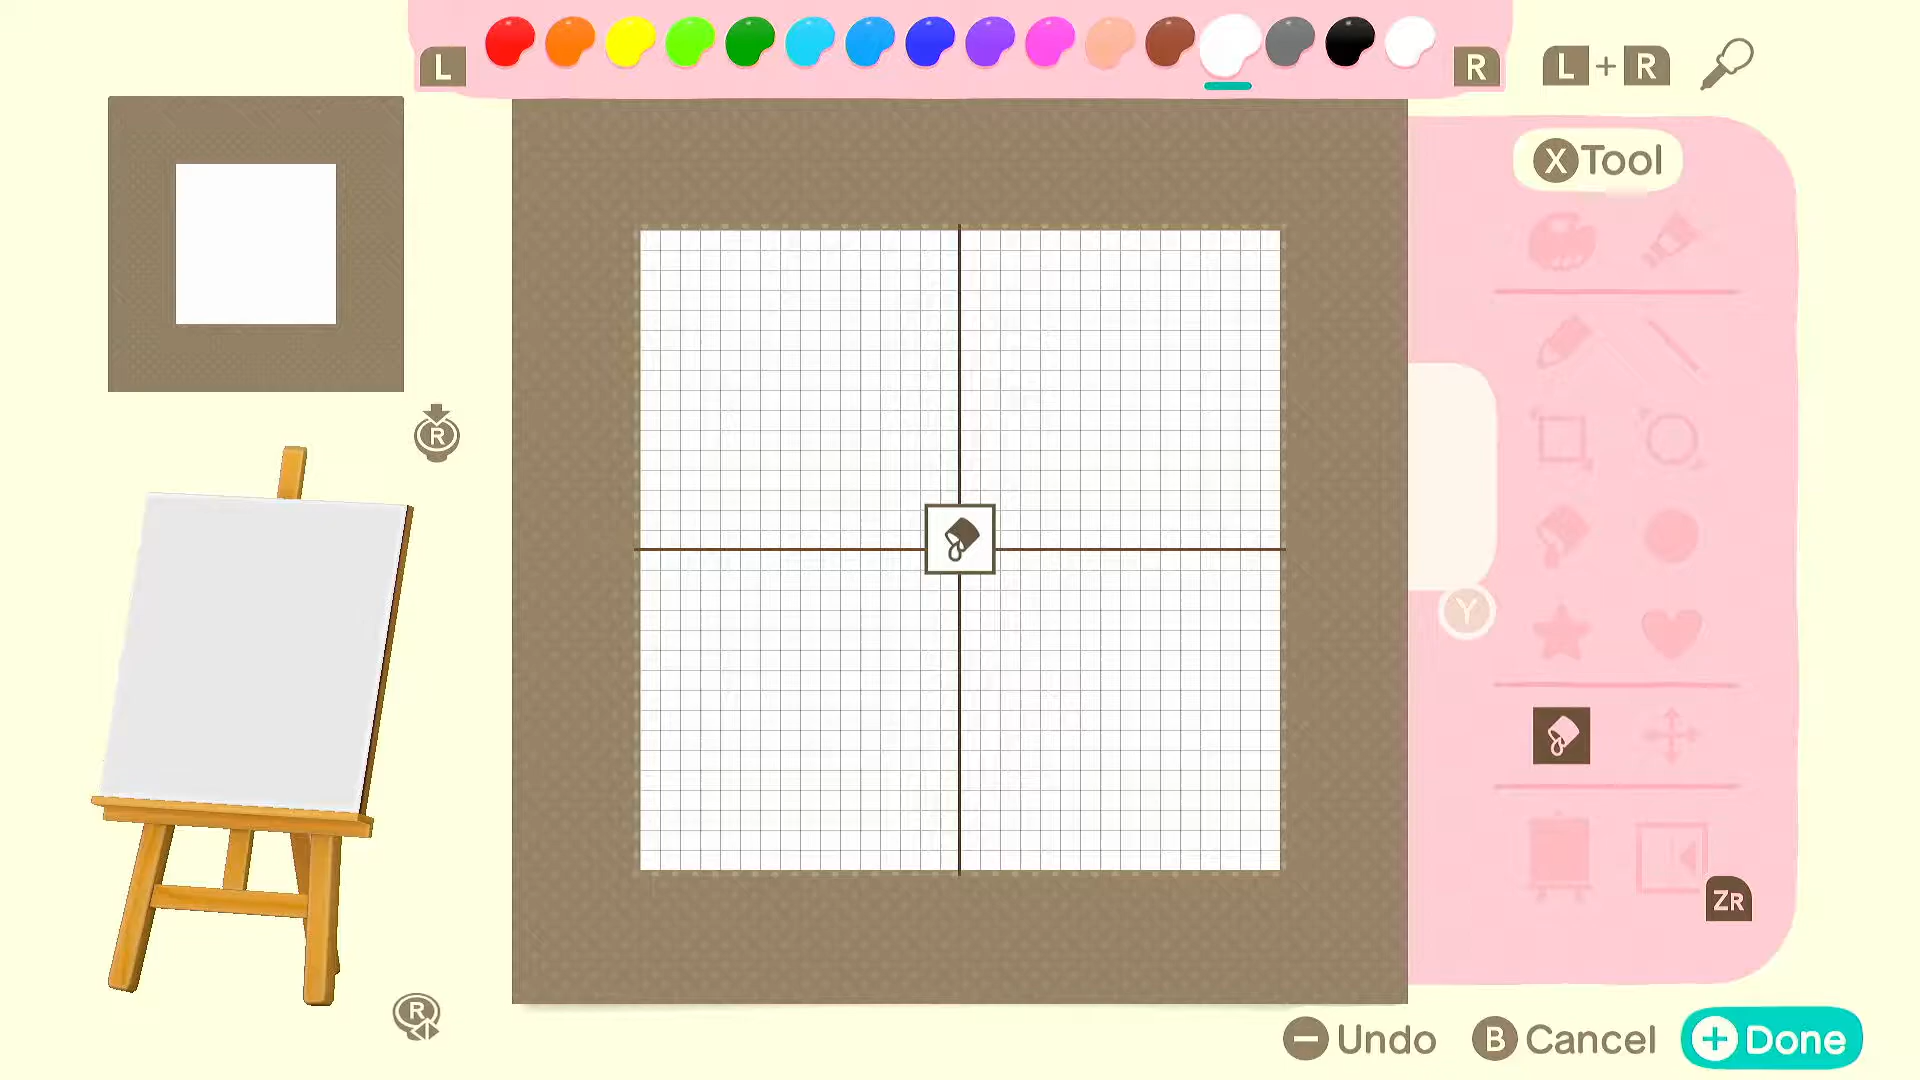 L
R
L + R
X Tool
R
Y
ZR
R
Undo
B Cancel
+ Done